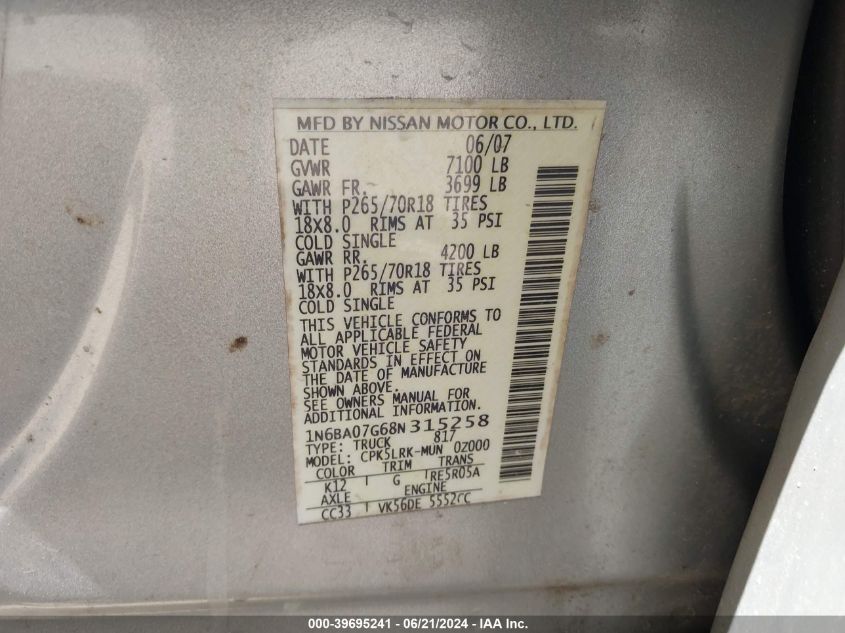 MFD BY NISSAN MOTOR CO., LTD.
DATE 06/07
GVWR 7100 LB
GAWR FR. 3699 LB
WITH P265/70R18 TIRES
18X8.0 RIMS AT 35 PSI
COLD SINGLE
GAWR RR. 4200 LB
WITH P265/70R18 TIRES
18X8.0 RIMS AT 35 PSI
COLD SINGLE
THIS VEHICLE CONFORMS TO
ALL APPLICABLE FEDERAL
MOTOR VEHICLE SAFETY
STANDARDS IN EFFECT ON
THE DATE OF MANUFACTURE
SHOWN ABOVE.
SEE OWNERS MANUAL FOR
ADDITIONAL INFORMATION.
1N6BA07G68N315258
TYPE: TRUCK 817
MODEL: CPK5LRK-MUN 0Z000
COLOR TRIM TRANS
K12 G RE5R05A
AXLE ENGINE
CC33 VK56DE 5552CC
000-39695241 / 06/21/2024 - IAA Inc.